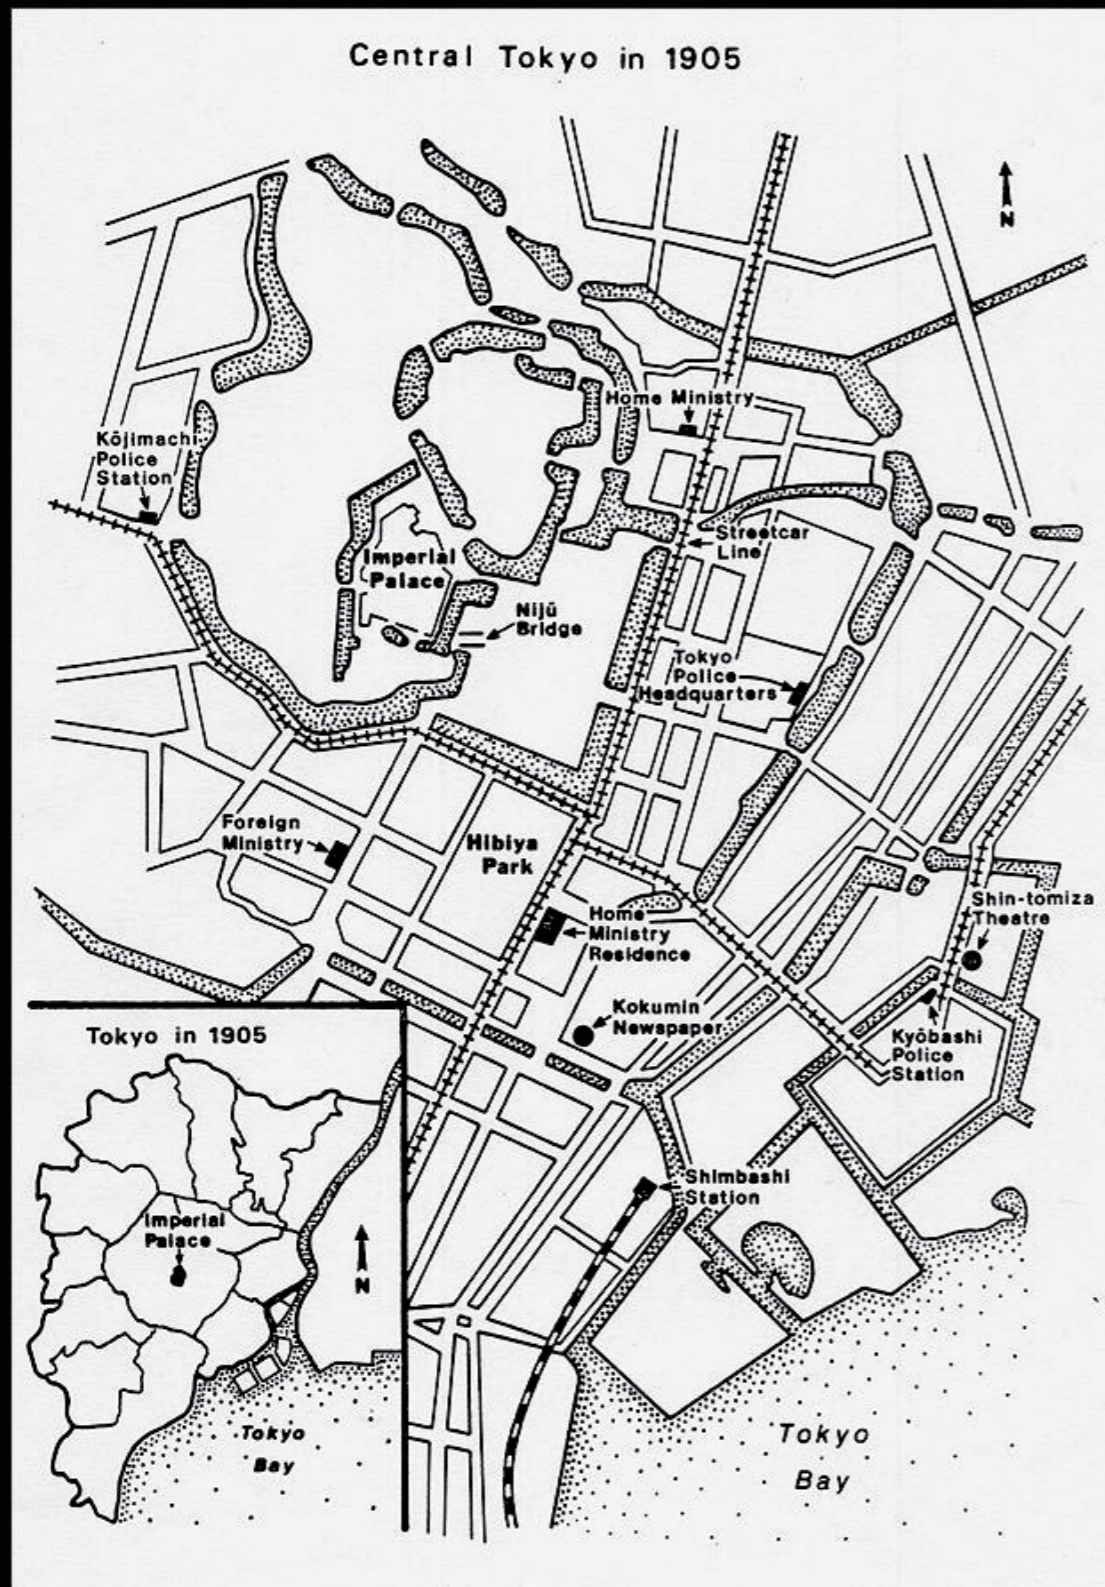 Central Tokyo in 1905
N
Home Ministry
Kōjimachi
Police
Station
Streetcar
Line
Imperial
Palace
Nijū
Bridge
Tokyo
Police
Headquarters
Foreign
Ministry
Hibiya
Park
Shin-tomiza
Theatre
Home
Ministry
Residence
Kokumin
Newspaper
Kyōbashi
Police
Station
Shimbashi
Station
Tokyo
Bay
Tokyo in 1905
Imperial
Palace
N
Tokyo
Bay